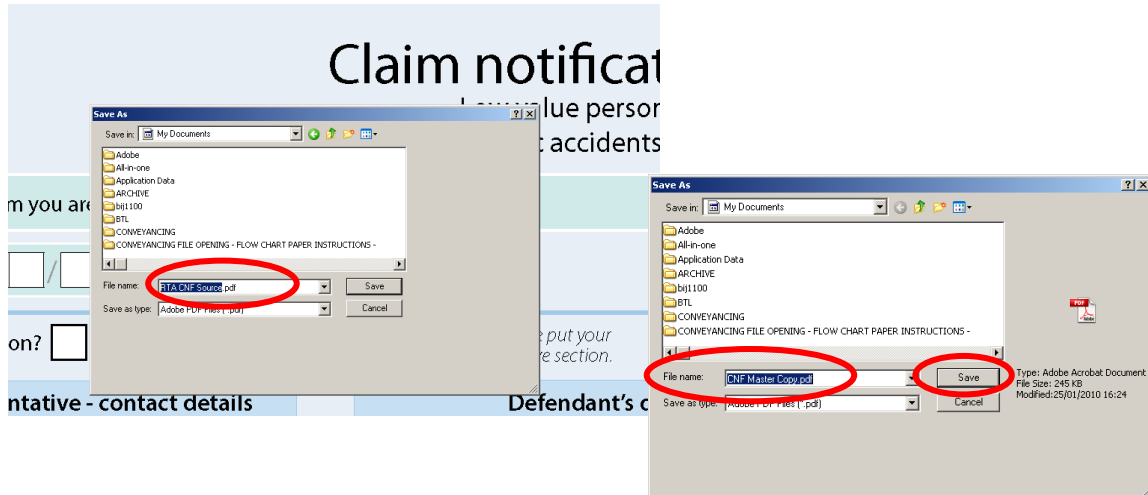 Claim notificat
Low value person
c accidents
Save As
Save in: My Documents
Adobe
All-in-one
Application Data
ARCHIVE
bij1100
BTL
CONVEYANCING
CONVEYANCING FILE OPENING - FLOW CHART PAPER INSTRUCTIONS -
File name: RTA CNF Source.pdf Save
Save as type: Adobe PDF Files (*.pdf) Cancel
m you are
/
on? put your
section.
ntative - contact details Defendant's c
Save As
Save in: My Documents
Adobe
All-in-one
Application Data
ARCHIVE
bij1100
BTL
CONVEYANCING
CONVEYANCING FILE OPENING - FLOW CHART PAPER INSTRUCTIONS -
File name: CNF Master Copy.pdf Save
Save as type: Adobe PDF Files (*.pdf) Cancel
PDF
Adobe
Type: Adobe Acrobat Document
File Size: 245 KB
Modified:25/01/2010 16:24